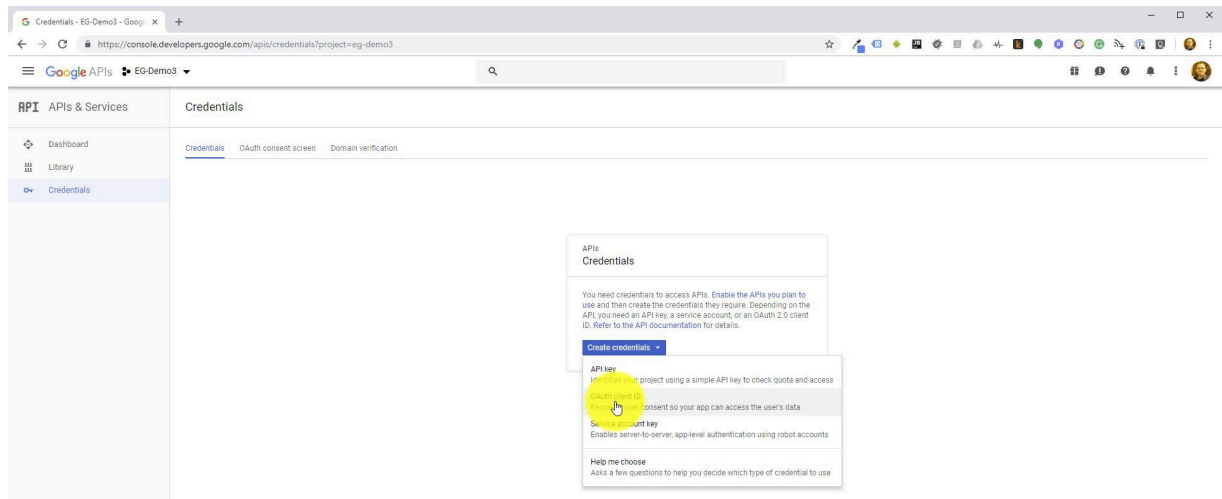 Credentials - EG-Demo3 - Googl
https://console.developers.google.com/apis/credentials?project=eg-demo3
Google APIs EG-Demo3
API APIs & Services
Credentials
Dashboard
Library
Credentials
Credentials OAuth consent screen Domain verification
APIs
Credentials
You need credentials to access APIs. Enable the APIs you plan to
use and then create the credentials they require. Depending on the
API, you need an API key, a service account, or an OAuth 2.0 client
ID. Refer to the API documentation for details.
Create credentials
API key
Identifies your project using a simple API key to check quota and access
OAuth client ID
consent so your app can access the user's data
Service account key
Enables server-to-server, app-level authentication using robot accounts
Help me choose
Asks a few questions to help you decide which type of credential to use